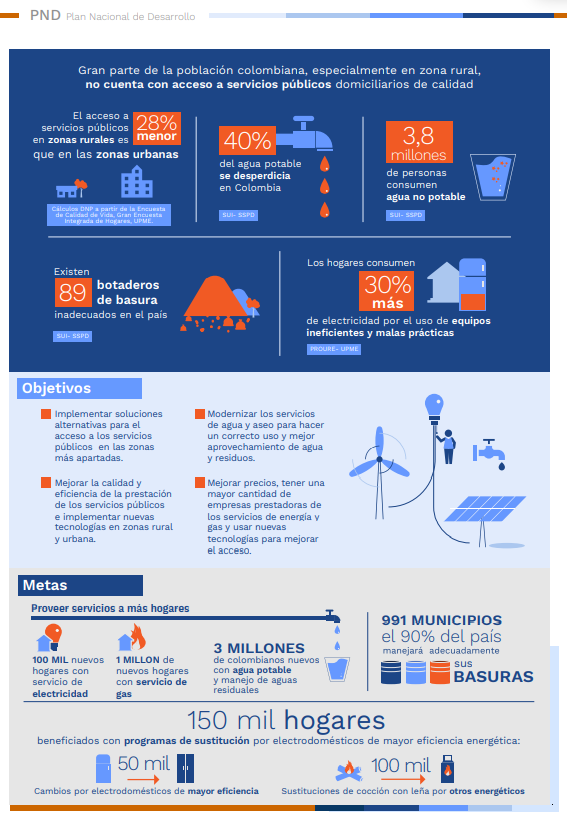 PND Plan Nacional de Desarrollo
Gran parte de la población colombiana, especialmente en zona rural,
no cuenta con acceso a servicios públicos domiciliarios de calidad
El acceso a
servicios públicos
en zonas rurales es
28%
menor
que en las zonas urbanas
Cálculos DNP a partir de la Encuesta
de Calidad de Vida, Gran Encuesta
Integrada de Hogares, UPME.
40%
del agua potable
se desperdicia
en Colombia
SUI- SSPD
3,8
millones
de personas
consumen
agua no potable
SUI- SSPD
Existen
89
botaderos
de basura
inadecuados en el país
SUI- SSPD
Los hogares consumen
30%
más
de electricidad por el uso de equipos
ineficientes y malas prácticas
PROURE- UPME
Objetivos
Implementar soluciones
alternativas para el
acceso a los servicios
públicos en las zonas
más apartadas.
Modernizar los servicios
de agua y aseo para hacer
un correcto uso y mejor
aprovechamiento de agua
y residuos.
Mejorar la calidad y
eficiencia de la prestación
de los servicios públicos
e implementar nuevas
tecnologías en zonas rural
y urbana.
Mejorar precios, tener una
mayor cantidad de
empresas prestadoras de
los servicios de energía y
gas y usar nuevas
tecnologías para mejorar
el acceso.
Metas
Proveer servicios a más hogares
100 MIL nuevos
hogares con
servicio de
electricidad
1 MILLON de
nuevos hogares
con servicio de
gas
3 MILLONES
de colombianos nuevos
con agua potable
y manejo de aguas
residuales
991 MUNICIPIOS
el 90% del país
manejará adecuadamente
SUS
BASURAS
150 mil hogares
beneficiados con programas de sustitución por electrodomésticos de mayor eficiencia energética:
50 mil
Cambios por electrodomésticos de mayor eficiencia
100 mil
Sustituciones de cocción con leña por otros energéticos